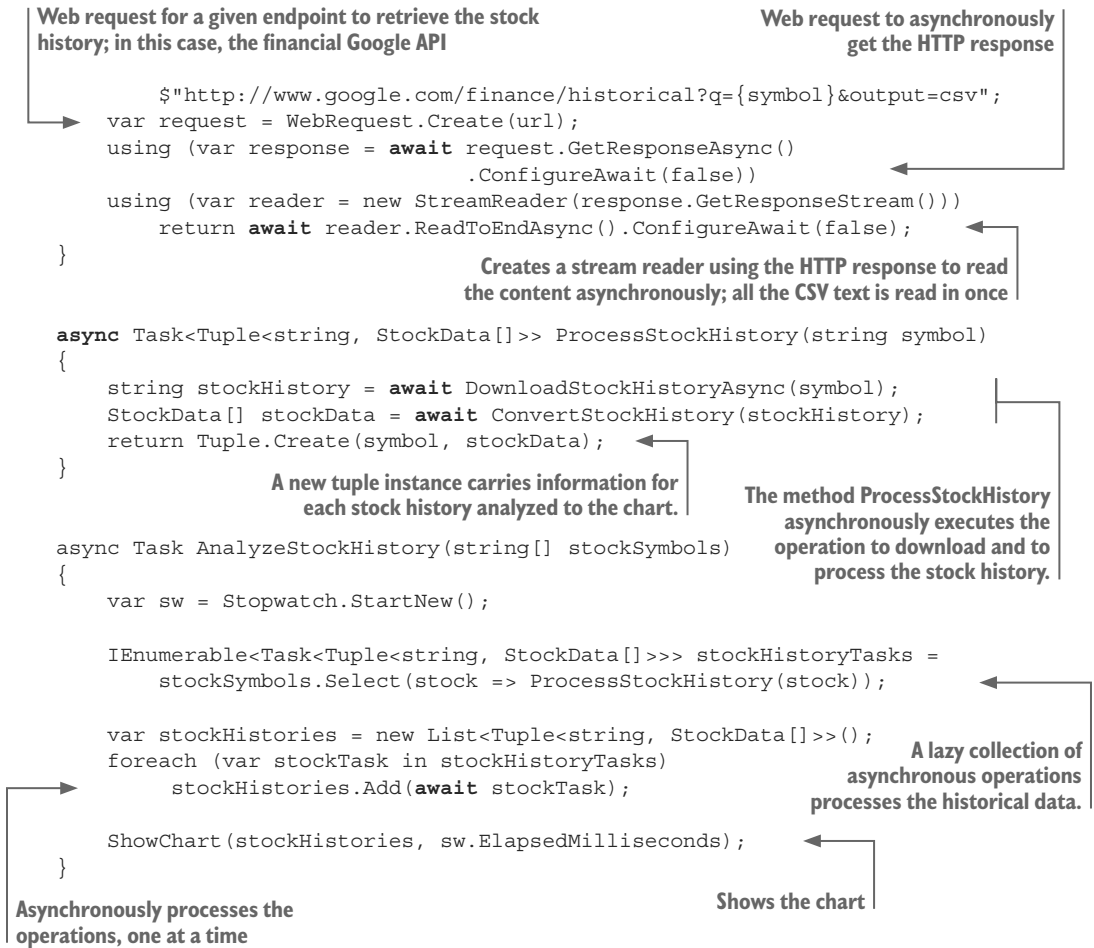 Web request for a given endpoint to retrieve the stock
history; in this case, the financial Google API
Web request to asynchronously
get the HTTP response
$"http://www.google.com/finance/historical?q={symbol}&output=csv";
var request = WebRequest.Create(url);
using (var response = await request.GetResponseAsync()
.ConfigureAwait(false))
using (var reader = new StreamReader(response.GetResponseStream()))
return await reader.ReadToEndAsync().ConfigureAwait(false);
}
Creates a stream reader using the HTTP response to read
the content asynchronously; all the CSV text is read in once
async Task<Tuple<string, StockData[]>> ProcessStockHistory(string symbol)
{
string stockHistory = await DownloadStockHistoryAsync(symbol);
StockData[] stockData = await ConvertStockHistory(stockHistory);
return Tuple.Create(symbol, stockData);
}
A new tuple instance carries information for
each stock history analyzed to the chart.
The method ProcessStockHistory
asynchronously executes the
operation to download and to
process the stock history.
async Task AnalyzeStockHistory(string[] stockSymbols)
{
var sw = Stopwatch.StartNew();
IEnumerable<Task<Tuple<string, StockData[]>>> stockHistoryTasks =
stockSymbols.Select(stock => ProcessStockHistory(stock));
var stockHistories = new List<Tuple<string, StockData[]>>();
foreach (var stockTask in stockHistoryTasks)
stockHistories.Add(await stockTask);
A lazy collection of
asynchronous operations
processes the historical data.
ShowChart(stockHistories, sw.ElapsedMilliseconds);
}
Shows the chart
Asynchronously processes the
operations, one at a time